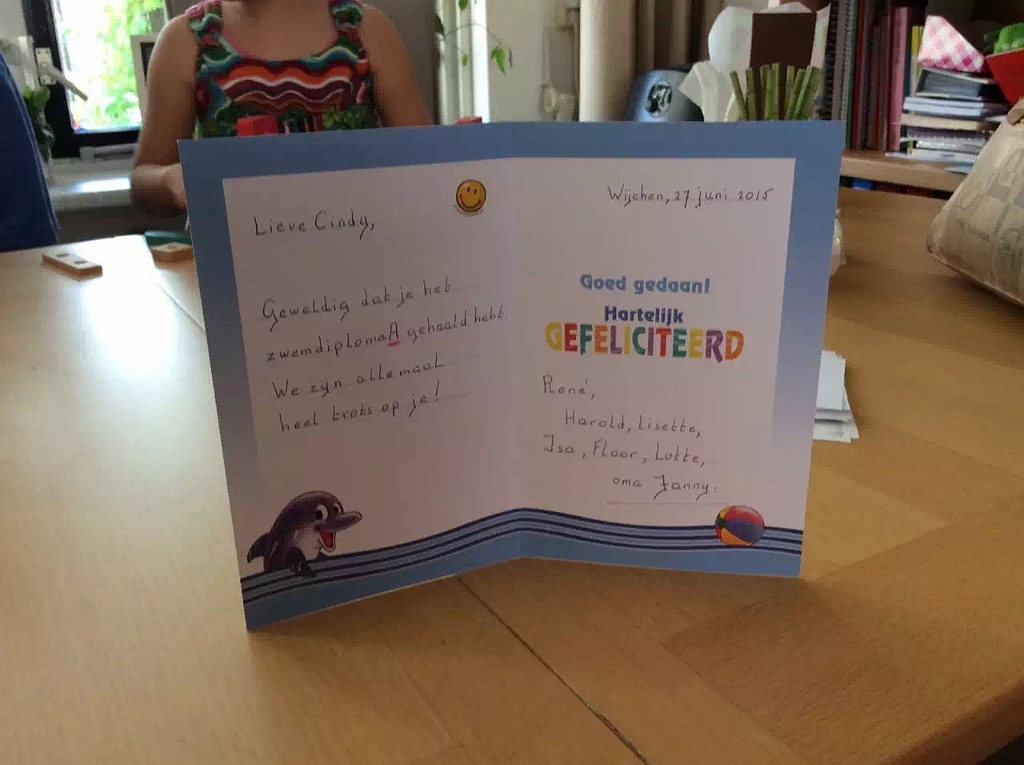 Lieve Cindy,
Geweldig dat je het
zwemdiploma A gehaald hebt.
We zijn allemaal
heel trots op je!
Wijchen, 27 juni 2015
Goed gedaan!
Hartelijk
GEFELICITEERD
René,
Harold, Lisette,
Isa, Floor, Lotte,
oma Janny.